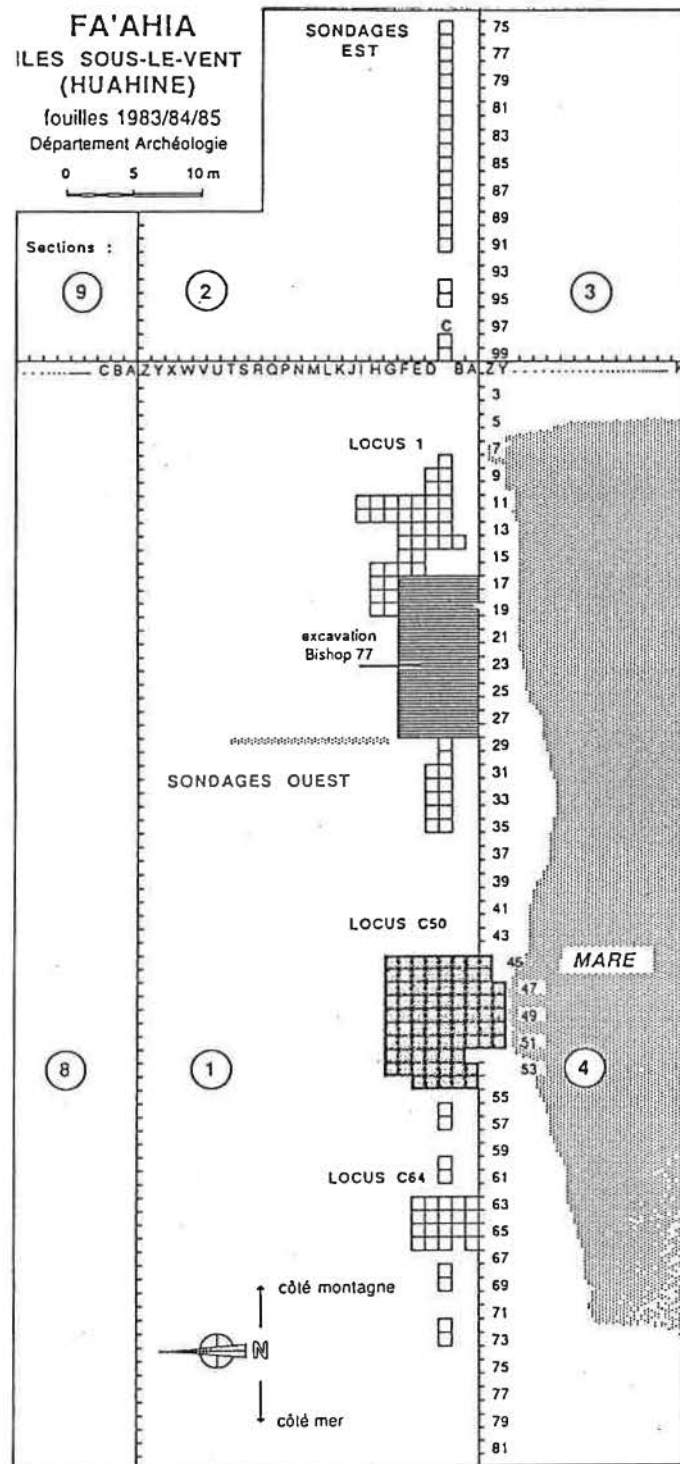 FA'AHIA
ILES SOUS-LE-VENT
(HUAHINE)
fouilles 1983/84/85
Département Archéologie
0 5 10 m
SONDAGES
EST
75
77
79
81
83
85
87
89
91
93
95
97
99
Sections :
9
2
3
C
C B A Z Y X W V U T S R Q P N M L K J I H G F E D B A Z Y
3
5
7
9
11
13
15
17
19
21
23
25
27
29
31
33
35
37
39
41
43
45
47
49
51
53
55
57
59
61
63
65
67
69
71
73
75
77
79
81
LOCUS 1
excavation
Bishop 77
SONDAGES OUEST
LOCUS C50
MARE
8
1
4
LOCUS C64
côté montagne
N
côté mer